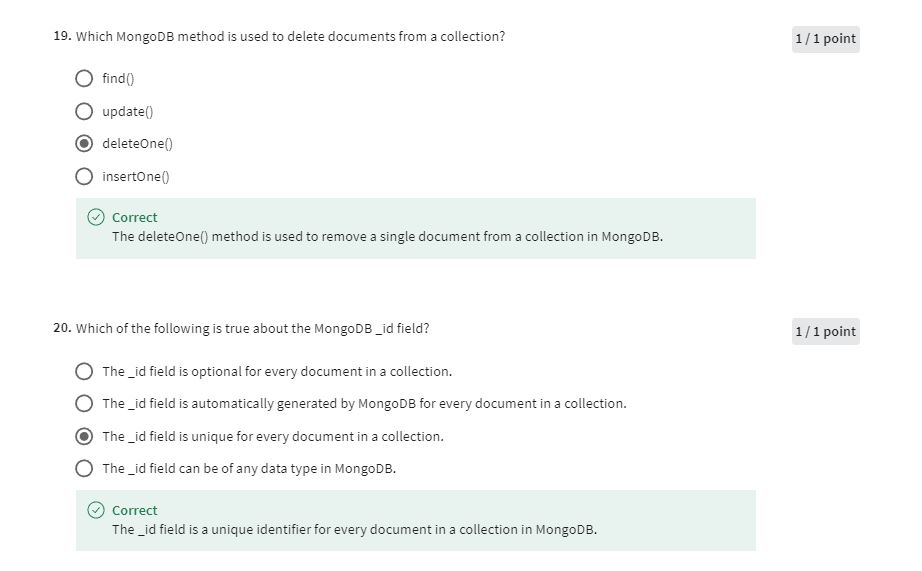 19. Which MongoDB method is used to delete documents from a collection?
1 / 1 point
find()
update()
deleteOne()
insertOne()
Correct
The deleteOne() method is used to remove a single document from a collection in MongoDB.
20. Which of the following is true about the MongoDB _id field?
1 / 1 point
The _id field is optional for every document in a collection.
The _id field is automatically generated by MongoDB for every document in a collection.
The _id field is unique for every document in a collection.
The _id field can be of any data type in MongoDB.
Correct
The _id field is a unique identifier for every document in a collection in MongoDB.